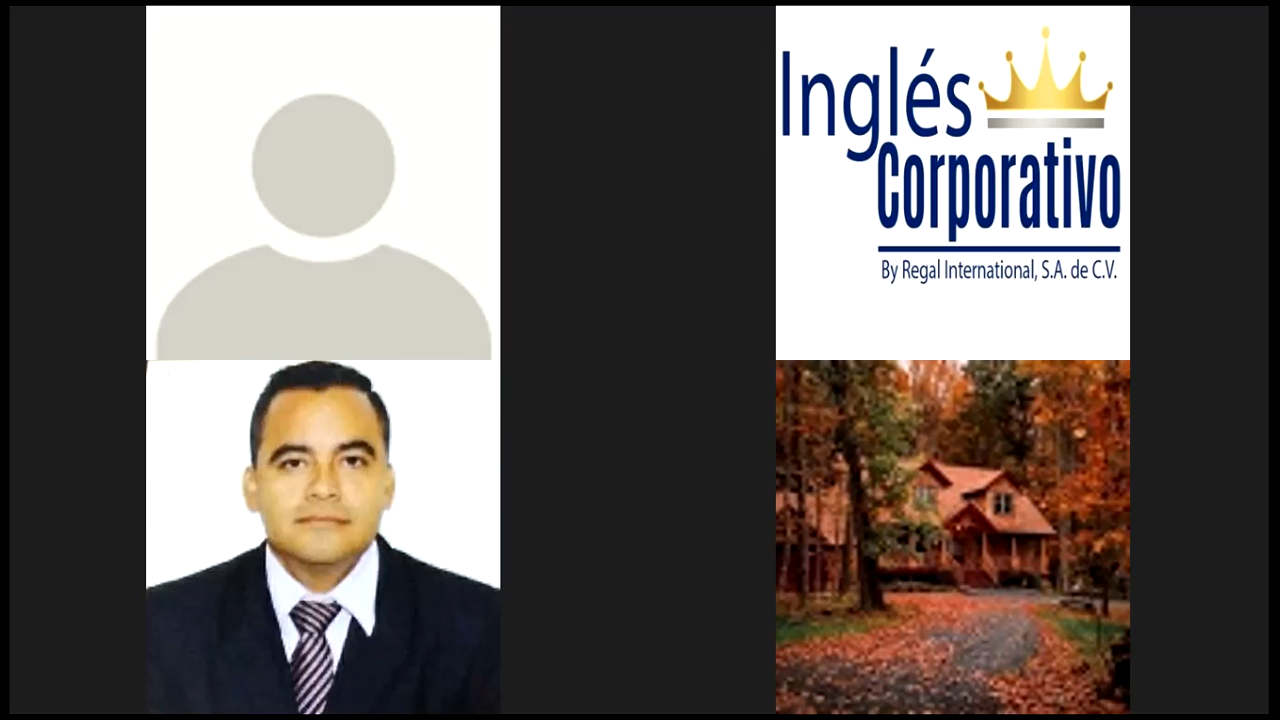 Inglés
Corporativo
By Regal International, S.A. de C.V.